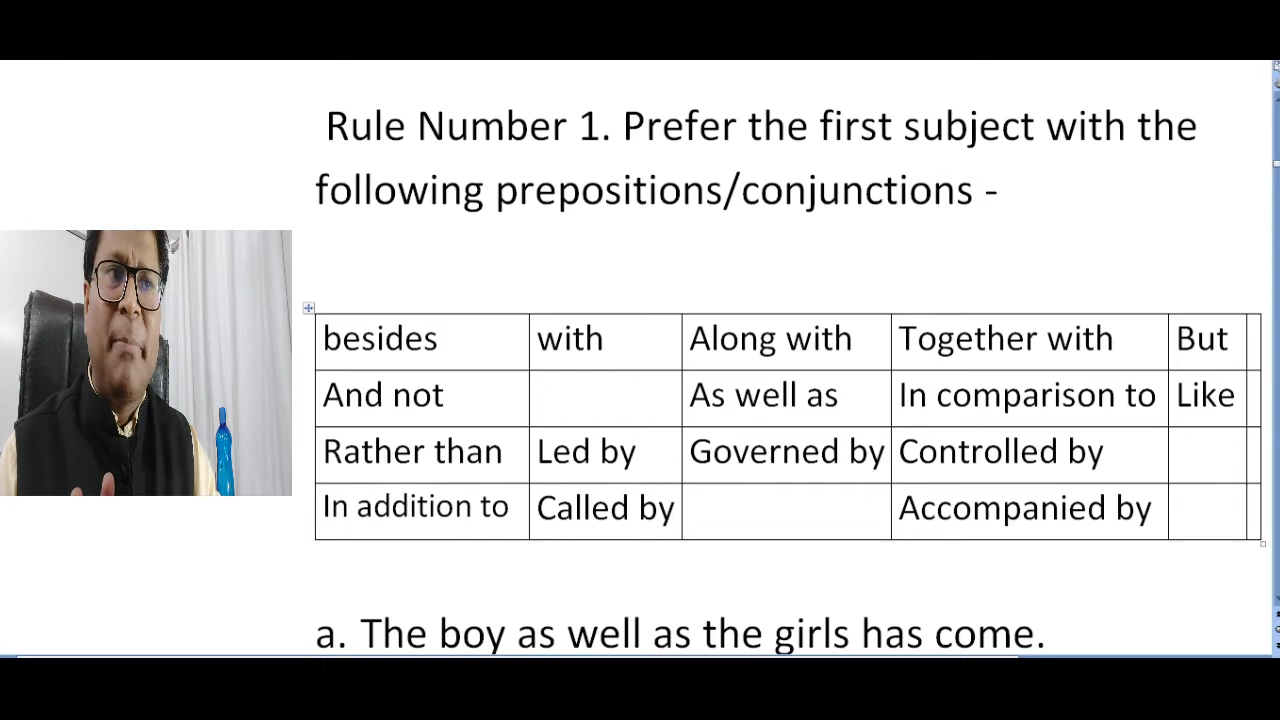 Rule Number 1. Prefer the first subject with the
following prepositions/conjunctions -
besides with Along with Together with But
And not As well as In comparison to Like
Rather than Led by Governed by Controlled by
In addition to Called by Accompanied by
a. The boy as well as the girls has come.